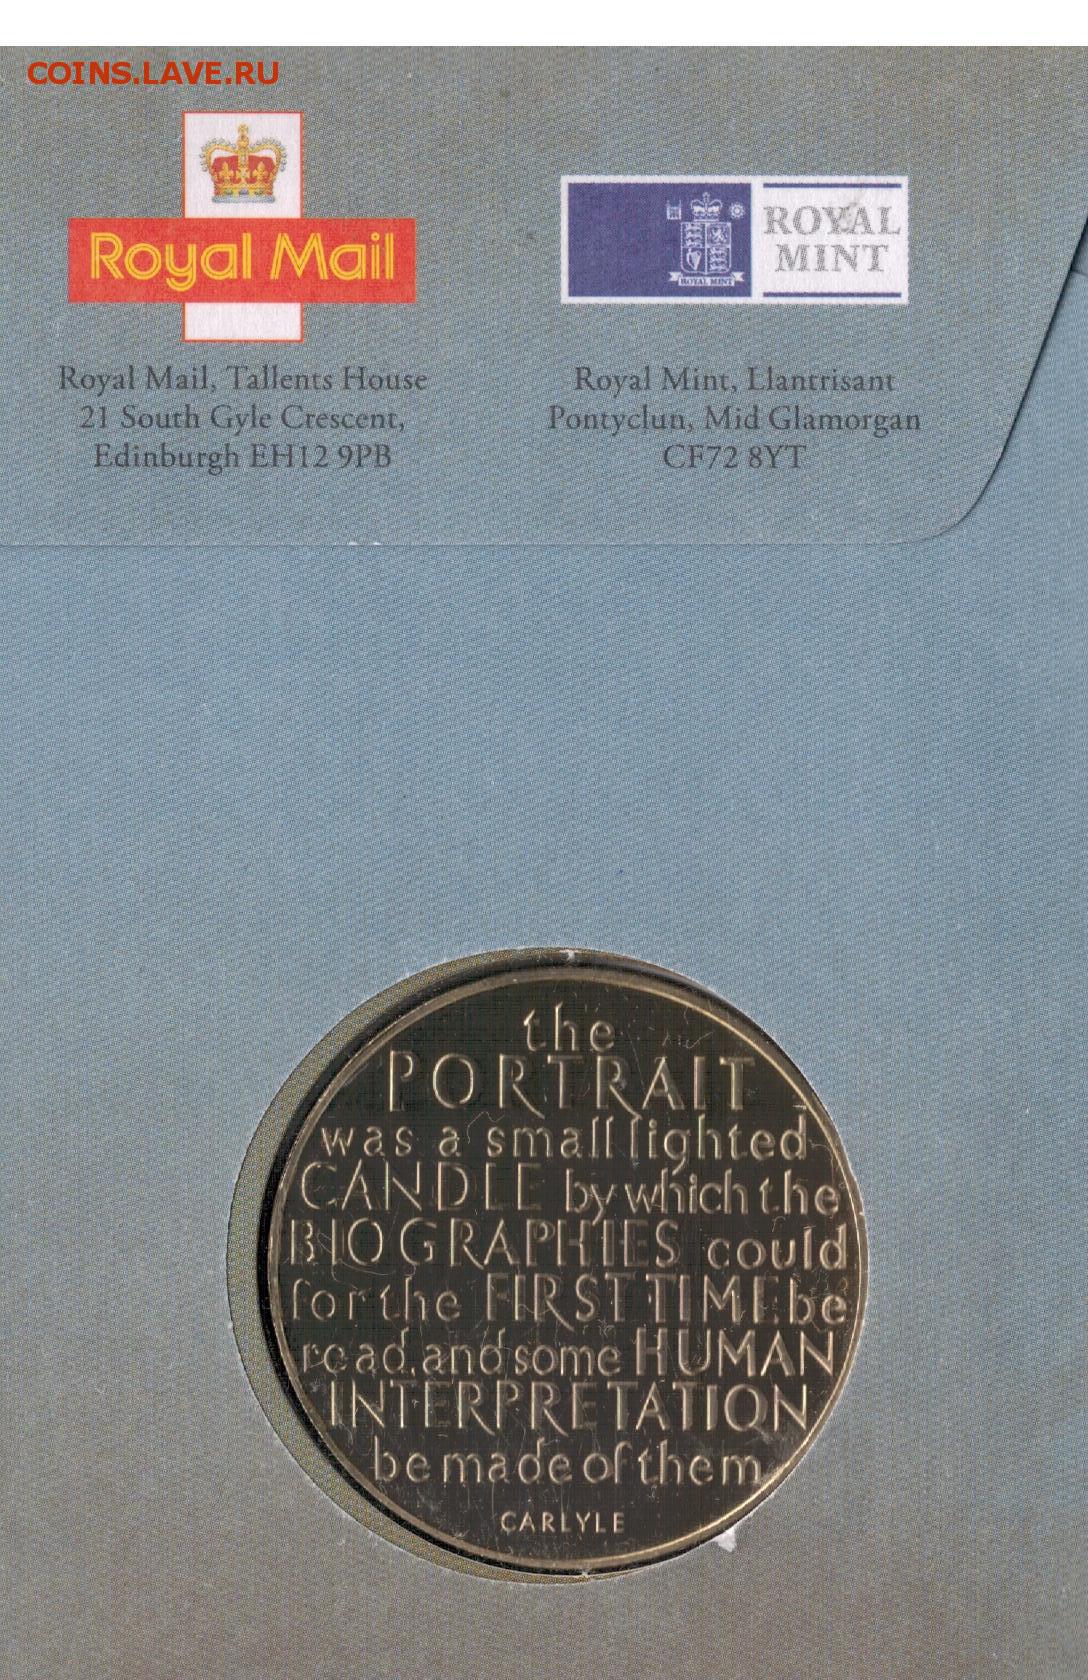 COINS.LAVE.RU
Royal Mail
ROYAL
MINT
ROYAL MINT
Royal Mail, Tallents House
21 South Gyle Crescent,
Edinburgh EH12 9PB
Royal Mint, Llantrisant
Pontyclun, Mid Glamorgan
CF72 8YT
the
PORTRAIT
was a small lighted
CANDLE by which the
BIOGRAPHIES could
for the FIRST TIME be
read and some HUMAN
INTERPRETATION
be made of them
CARLYLE